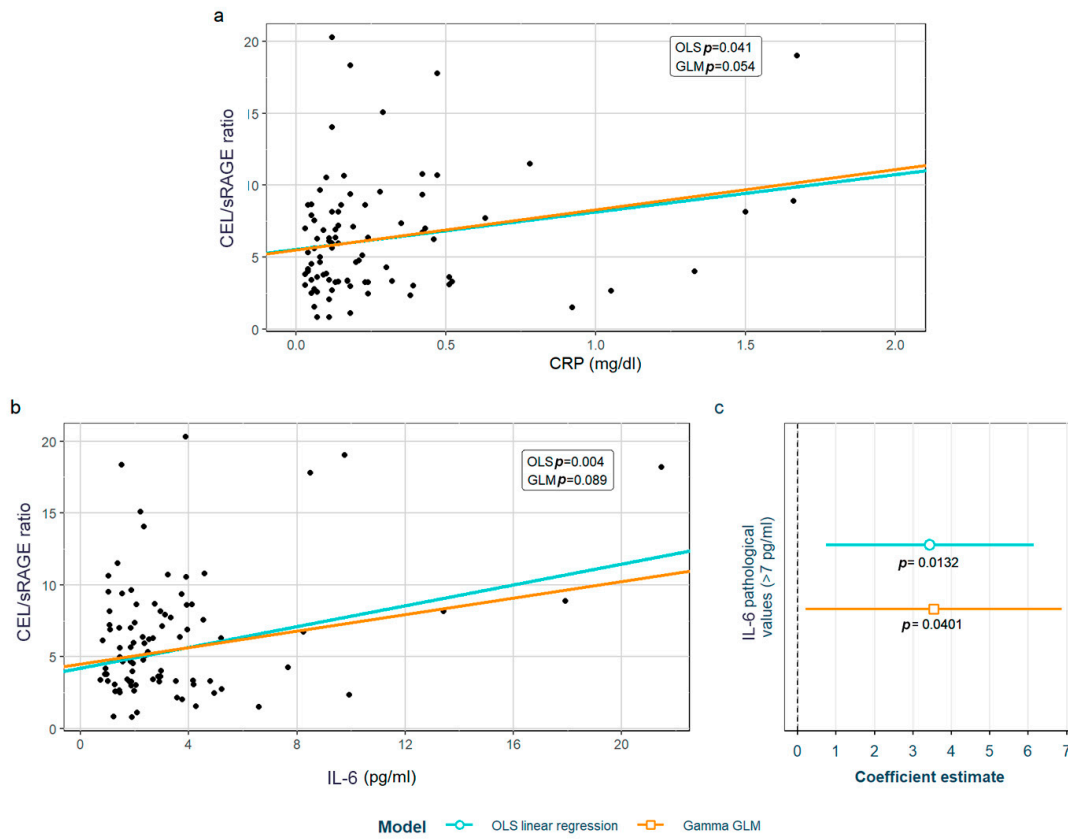 a
CEL/sRAGE ratio
20
15
10
5
0
OLS p=0.041
GLM p=0.054
0.0 0.5 1.0 1.5 2.0
CRP (mg/dl)
b
CEL/sRAGE ratio
20
15
10
5
0
OLS p=0.004
GLM p=0.089
0 4 8 12 16 20
IL-6 (pg/ml)
c
IL-6 pathological
values (>7 pg/ml)
p= 0.0132
p= 0.0401
0 1 2 3 4 5 6 7
Coefficient estimate
Model OLS linear regression Gamma GLM